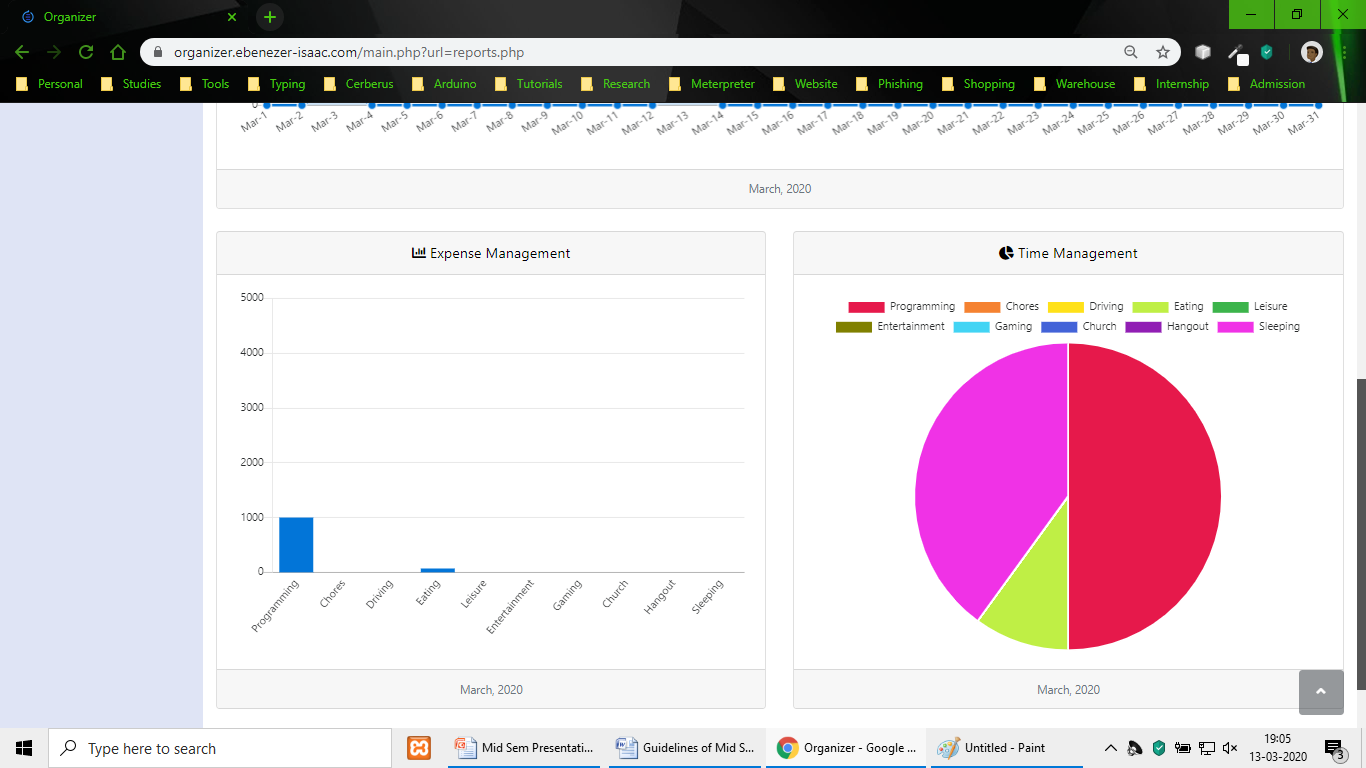 Organizer
organizer.ebenezer-isaac.com/main.php?url=reports.php
Personal Studies Tools Typing Cerberus Arduino Tutorials Research Meterpreter Website Phishing Shopping Warehouse Internship Admission
0
Mar-1 Mar-2 Mar-3 Mar-4 Mar-5 Mar-6 Mar-7 Mar-8 Mar-9 Mar-10 Mar-11 Mar-12 Mar-13 Mar-14 Mar-15 Mar-16 Mar-17 Mar-18 Mar-19 Mar-20 Mar-21 Mar-22 Mar-23 Mar-24 Mar-25 Mar-26 Mar-27 Mar-28 Mar-29 Mar-30 Mar-31
March, 2020
Expense Management
5000
4000
3000
2000
1000
0
Programming Chores Driving Eating Leisure Entertainment Gaming Church Hangout Sleeping
March, 2020
Time Management
Programming Chores Driving Eating Leisure
Entertainment Gaming Church Hangout Sleeping
March, 2020
Type here to search
Mid Sem Presentati...
Guidelines of Mid S...
Organizer - Google ...
Untitled - Paint
19:05
13-03-2020
3